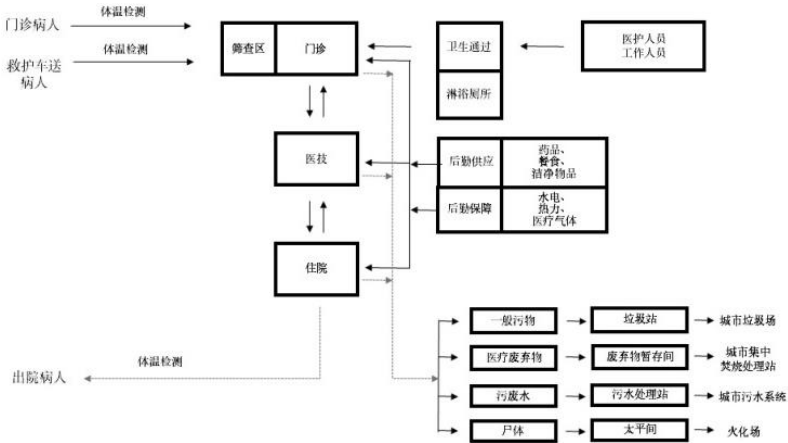 体温检测
门诊病人
体温检测
救护车送
病人
筛查区
门诊
卫生通过
淋浴厕所
医护人员
工作人员
医技
后勤供应
药品、
餐食、
洁净物品
后勤保障
水电、
热力、
医疗气体
住院
体温检测
出院病人
一般污物
垃圾站
城市垃圾场
医疗废弃物
废弃物暂存间
城市集中
焚烧处理站
污废水
污水处理站
城市污水系统
尸体
太平间
火化场